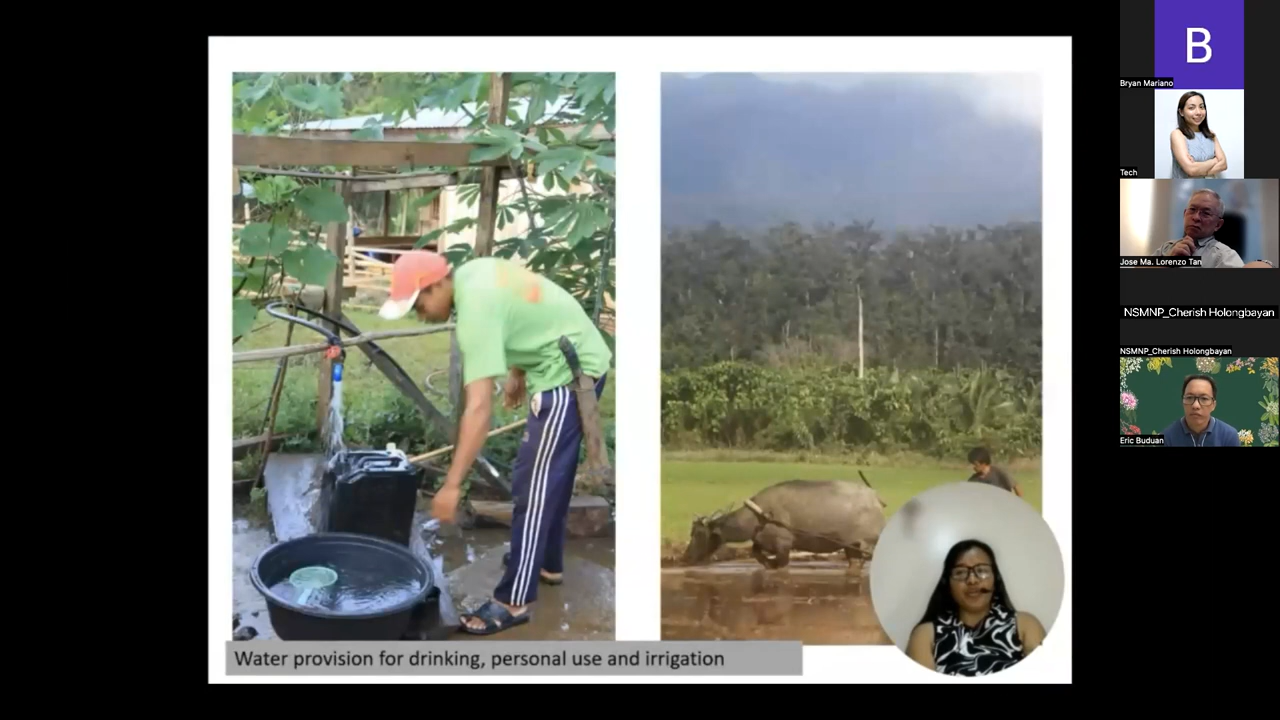 Water provision for drinking, personal use and irrigation
B
Bryan Mariano
Tech
Jose Ma. Lorenzo Tan
NSMNP_Cherish Holongbayan
NSMNP_Cherish Holongbayan
Eric Buduan